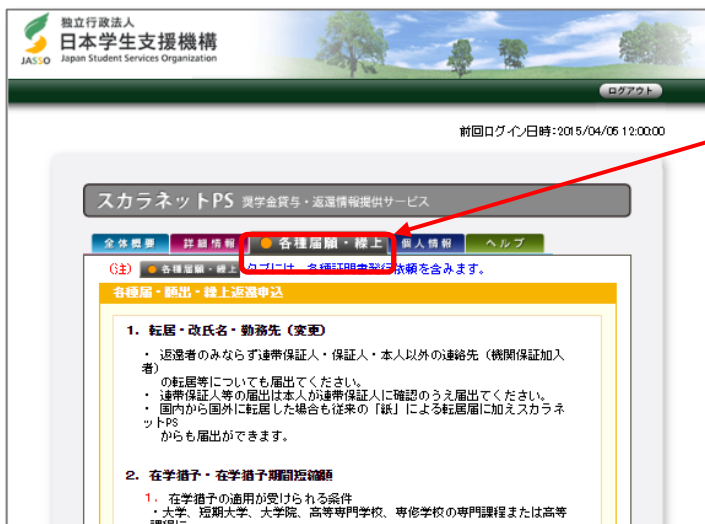 独立行政法人
日本学生支援機構
JASSO Japan Student Services Organization
ログアウト
前回ログイン日時:2015/04/05 12:00:00
スカラネットPS 奨学金貸与・返還情報提供サービス
全体概要 詳細情報 ● 各種届願・繰上 個人情報 ヘルプ
(注) ● 各種届願・繰上 タブには、各種証明書発行依頼を含みます。
各種届・願出・繰上返還申込
1. 転居・改氏名・勤務先(変更)
・ 返還者のみならず連帯保証人・保証人・本人以外の連絡先(機関保証加入
者)
の転居等についても届出てください。
・ 連帯保証人等の届出は本人が連帯保証人に確認のうえ届出てください。
・ 国内から国外に転居した場合も従来の「紙」による転居届に加えスカラネ
ットPS
からも届出ができます。
2. 在学猶予・在学猶予期間短縮願
1. 在学猶予の適用が受けられる条件
・大学、短期大学、大学院、高等専門学校、専修学校の専門課程または高等